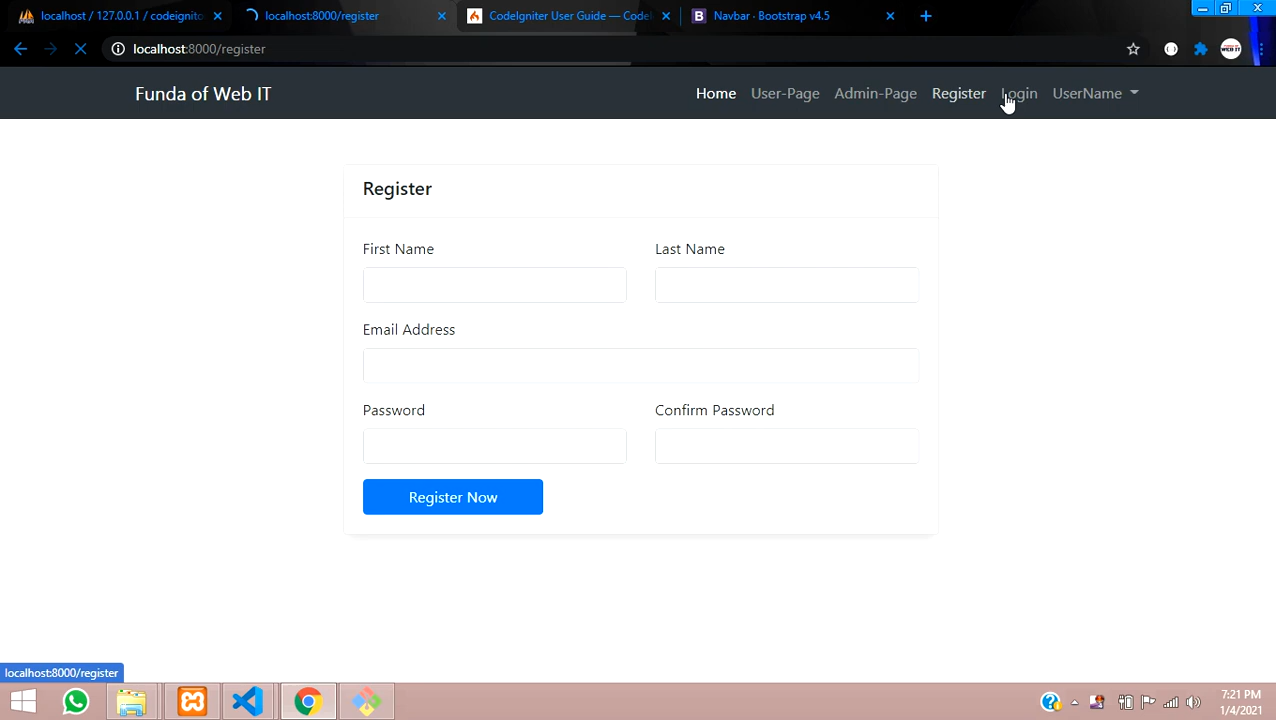 localhost / 127.0.0.1 / codeignito
localhost:8000/register
CodeIgniter User Guide — Codel
B Navbar · Bootstrap v4.5
localhost:8000/register
Funda of Web IT
Home User-Page Admin-Page Register Login UserName
Register
First Name Last Name
Email Address
Password Confirm Password
Register Now
localhost:8000/register
7:21 PM
1/4/2021